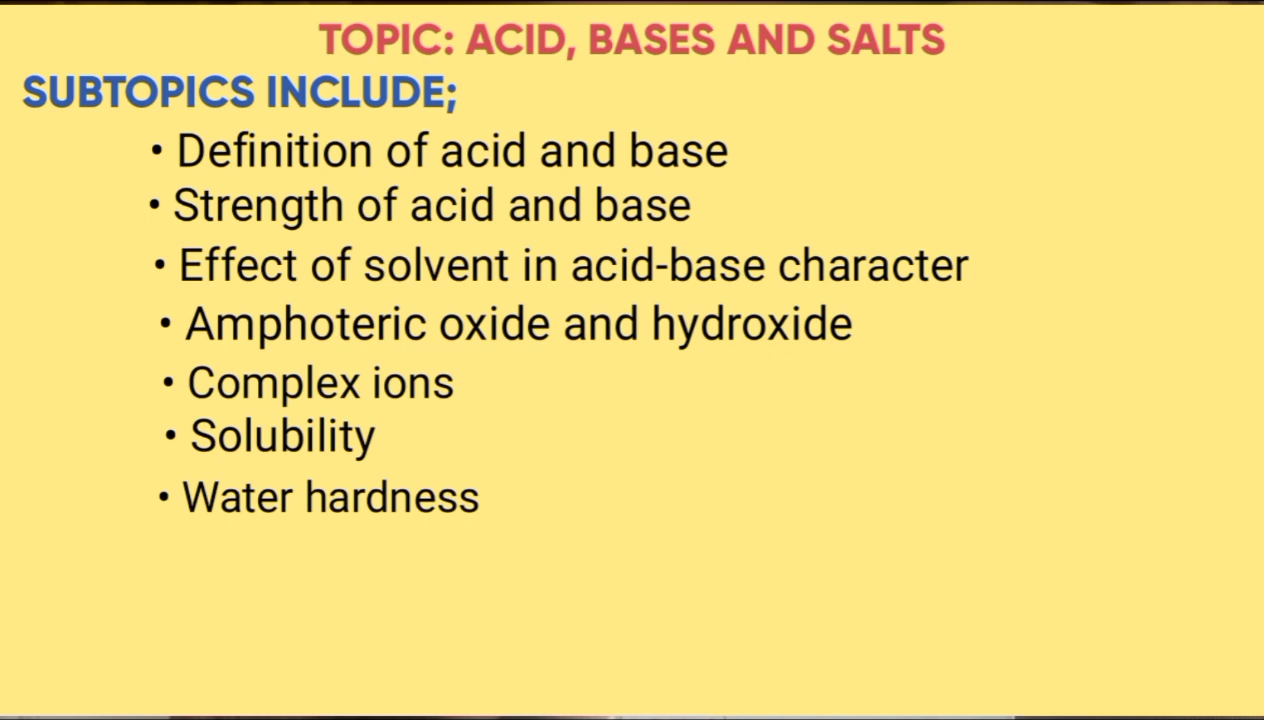 TOPIC: ACID, BASES AND SALTS
SUBTOPICS INCLUDE;
• Definition of acid and base
• Strength of acid and base
• Effect of solvent in acid-base character
• Amphoteric oxide and hydroxide
• Complex ions
• Solubility
• Water hardness